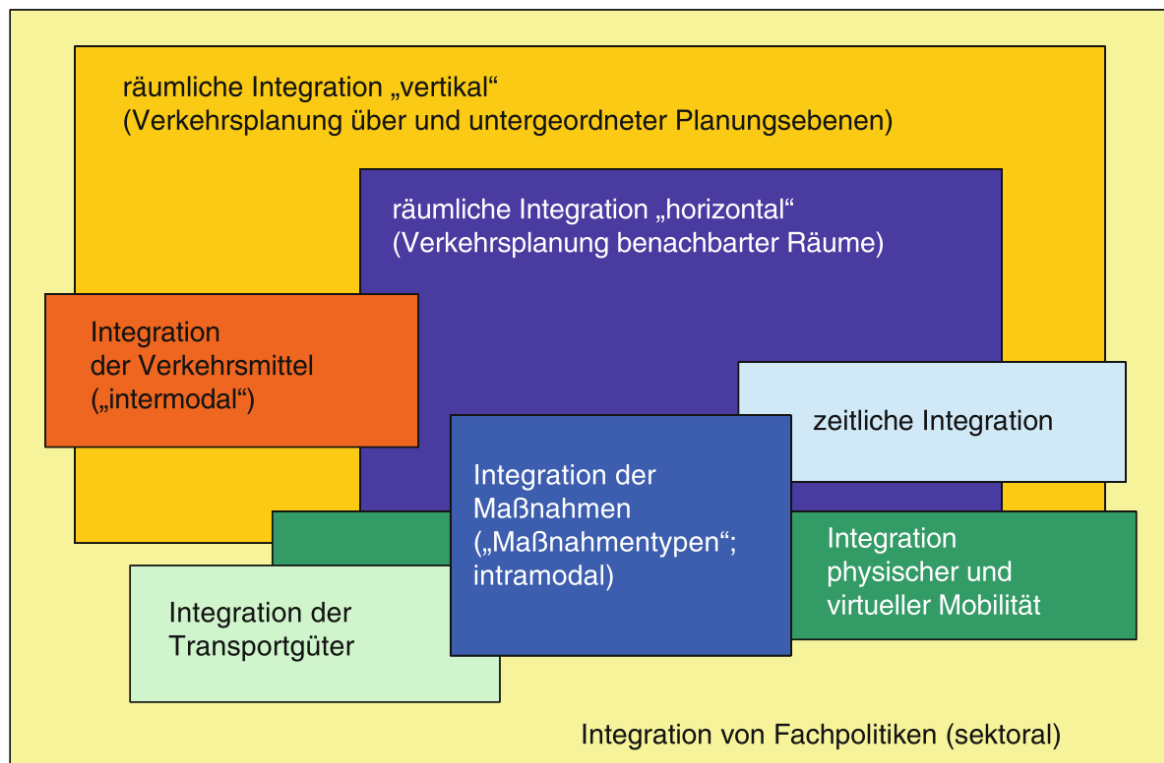 räumliche Integration „vertikal“
(Verkehrsplanung über und untergeordneter Planungsebenen)
räumliche Integration „horizontal“
(Verkehrsplanung benachbarter Räume)
Integration
der Verkehrsmittel
(„intermodal“)
zeitliche Integration
Integration der
Maßnahmen
(„Maßnahmentypen“;
intramodal)
Integration
physischer und
virtueller Mobilität
Integration der
Transportgüter
Integration von Fachpolitiken (sektoral)